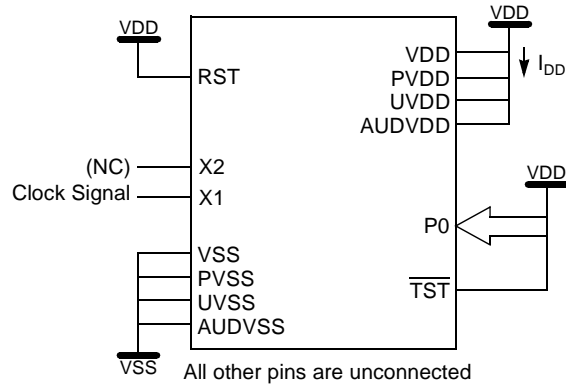 VDD
RST
(NC)
X2
Clock Signal
X1
VSS
PVSS
UVSS
AUDVSS
VSS
VDD
VDD
PVDD
UVDD
AUDVDD
IDD
VDD
P0
TST
All other pins are unconnected